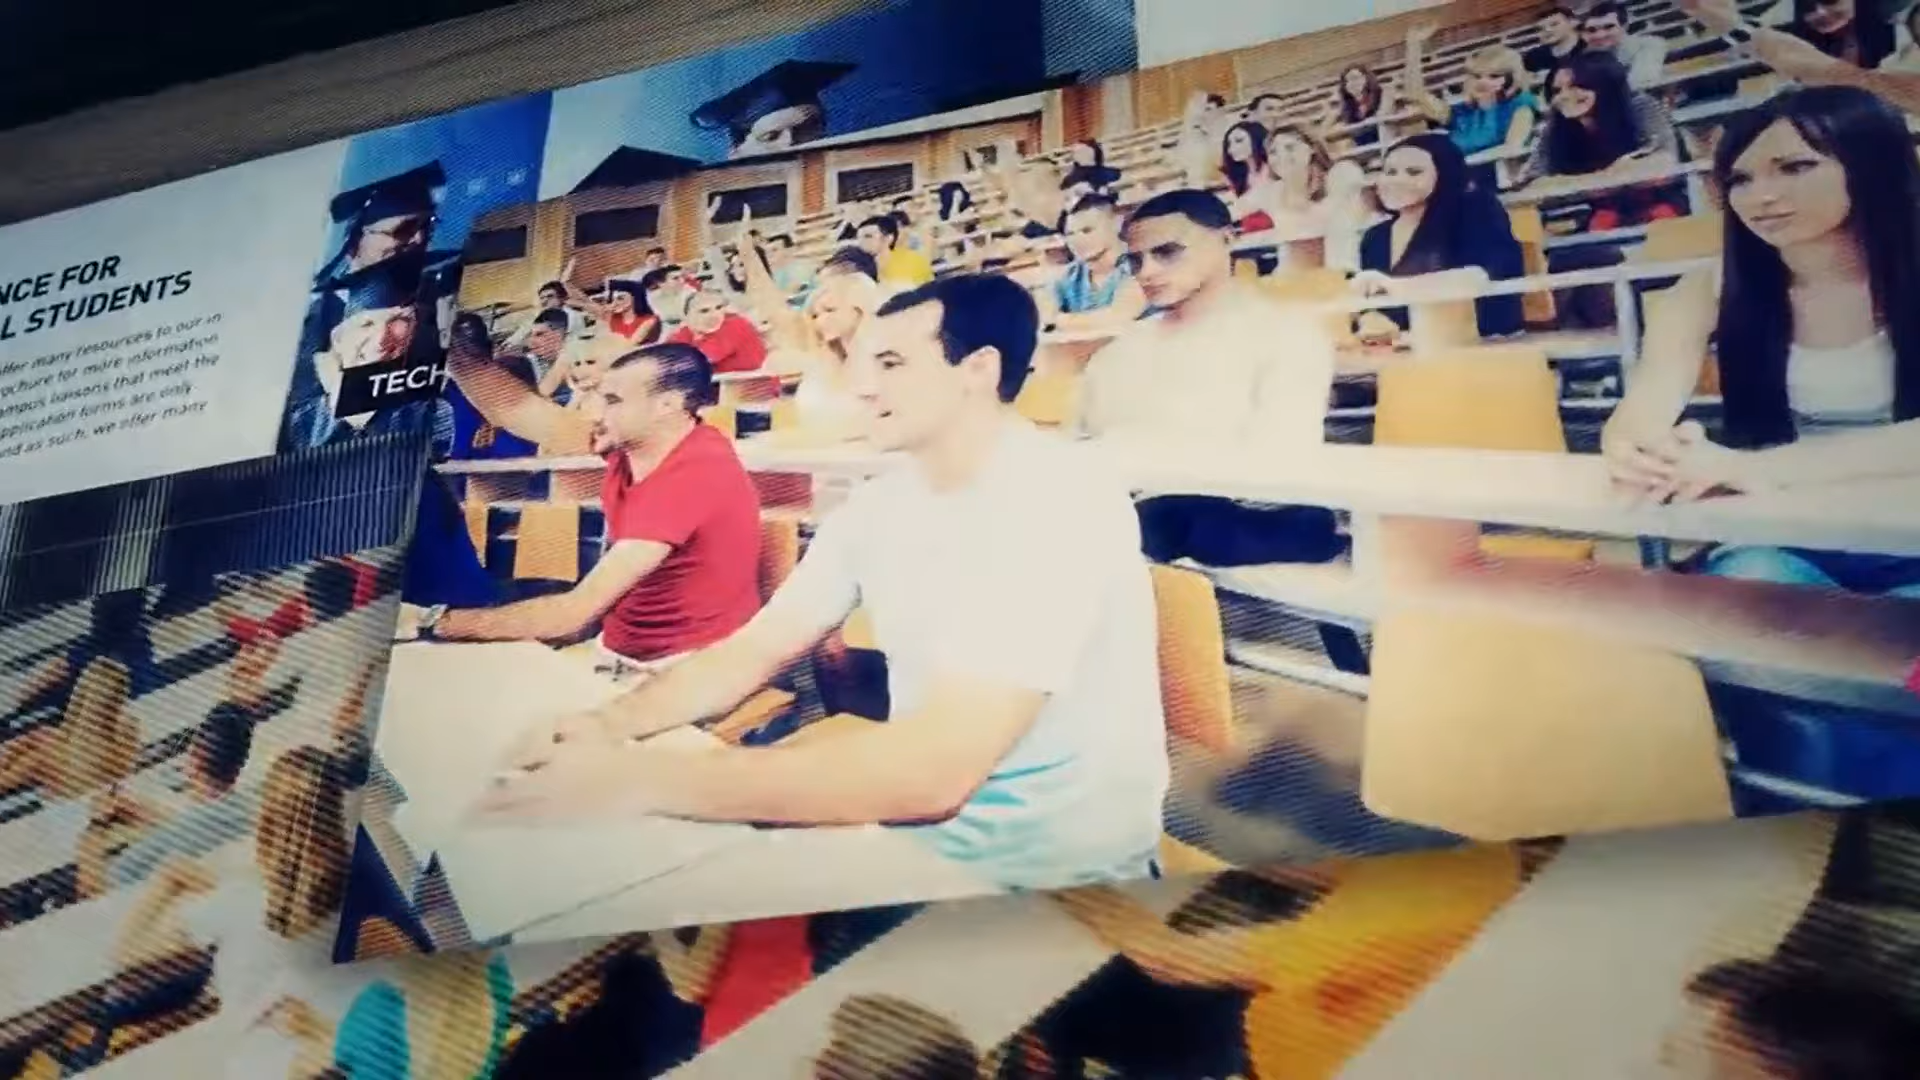 NCE FOR
L STUDENTS
offer many resources to our in
ochure for more information
ampus liaisons that meet the
pplication forms are only
nd as such, we offer many
TECH